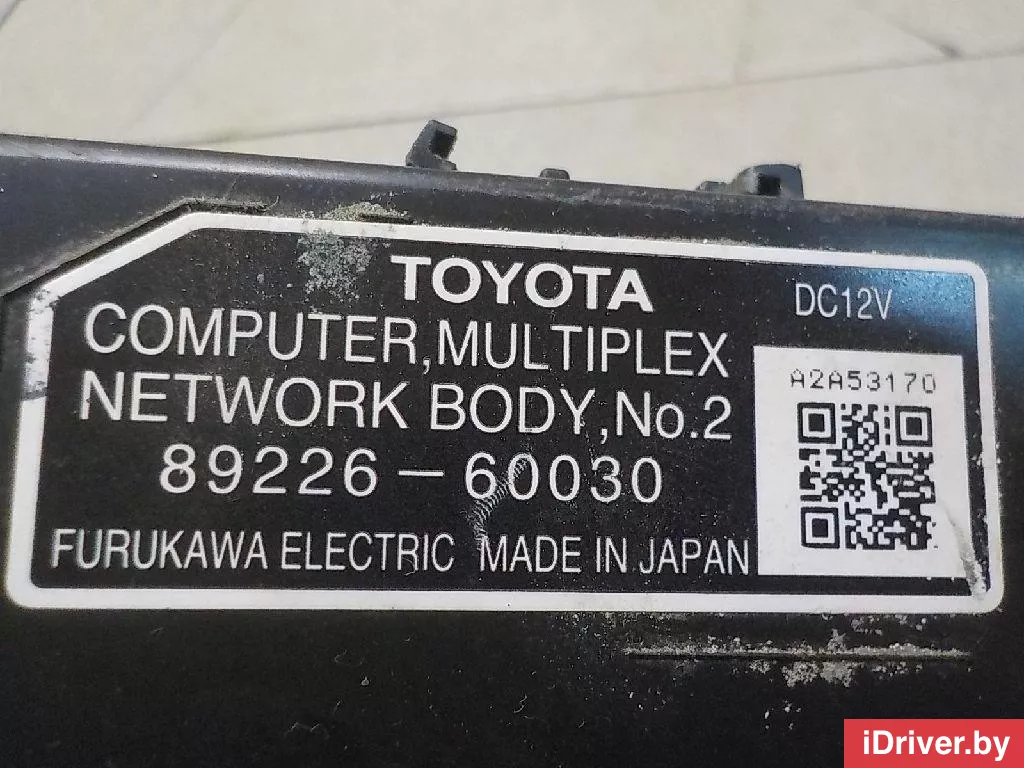 TOYOTA
DC12V
COMPUTER,MULTIPLEX
NETWORK BODY,No.2
89226-60030
FURUKAWA ELECTRIC MADE IN JAPAN
A2A53170
iDriver.by